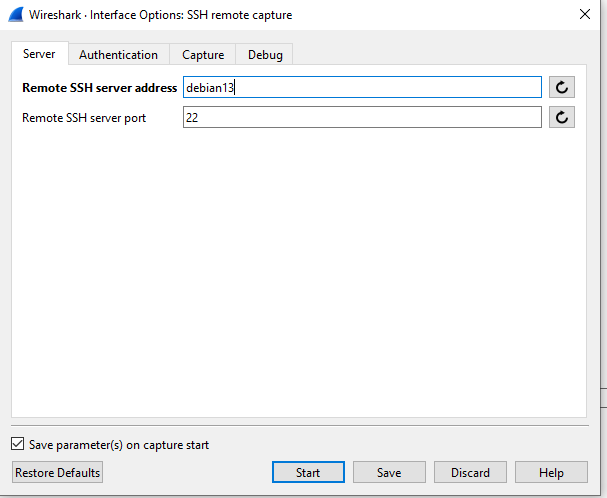 Wireshark · Interface Options: SSH remote capture
Server Authentication Capture Debug
Remote SSH server address debian13
Remote SSH server port 22
Save parameter(s) on capture start
Restore Defaults Start Save Discard Help